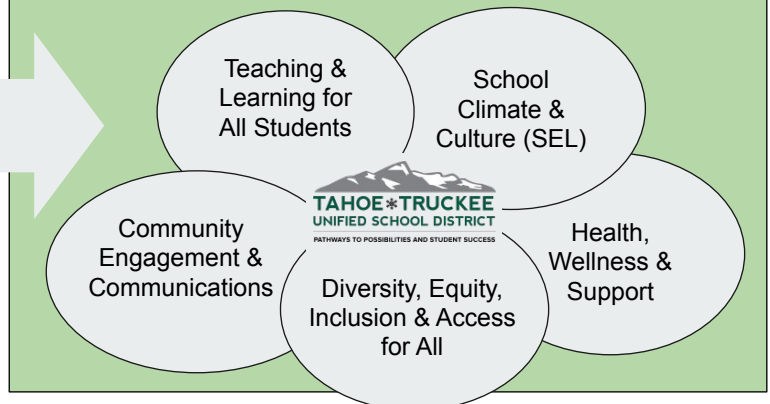 Teaching &
Learning for
All Students
School
Climate &
Culture (SEL)
TAHOE*TRUCKEE
UNIFIED SCHOOL DISTRICT
PATHWAYS TO POSSIBILITIES AND STUDENT SUCCESS
Community
Engagement &
Communications
Health,
Wellness &
Support
Diversity, Equity,
Inclusion & Access
for All